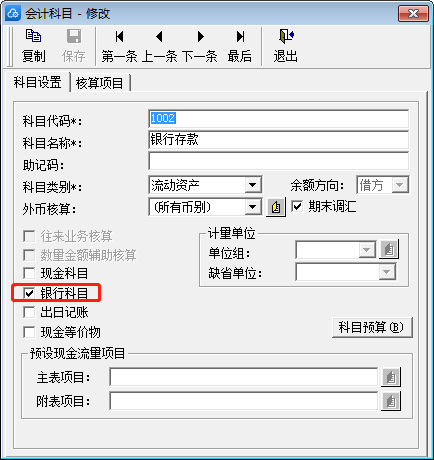 会计科目 - 修改
复制 保存 第一条 上一条 下一条 最后 退出
科目设置 核算项目
科目代码*: 1002
科目名称*: 银行存款
助记码:
科目类别*: 流动资产 余额方向: 借方
外币核算: (所有币别) 期末调汇
往来业务核算
数量金额辅助核算
现金科目
银行科目
出日记账
现金等价物
计量单位
单位组:
缺省单位:
科目预算(B)
预设现金流量项目
主表项目:
附表项目: